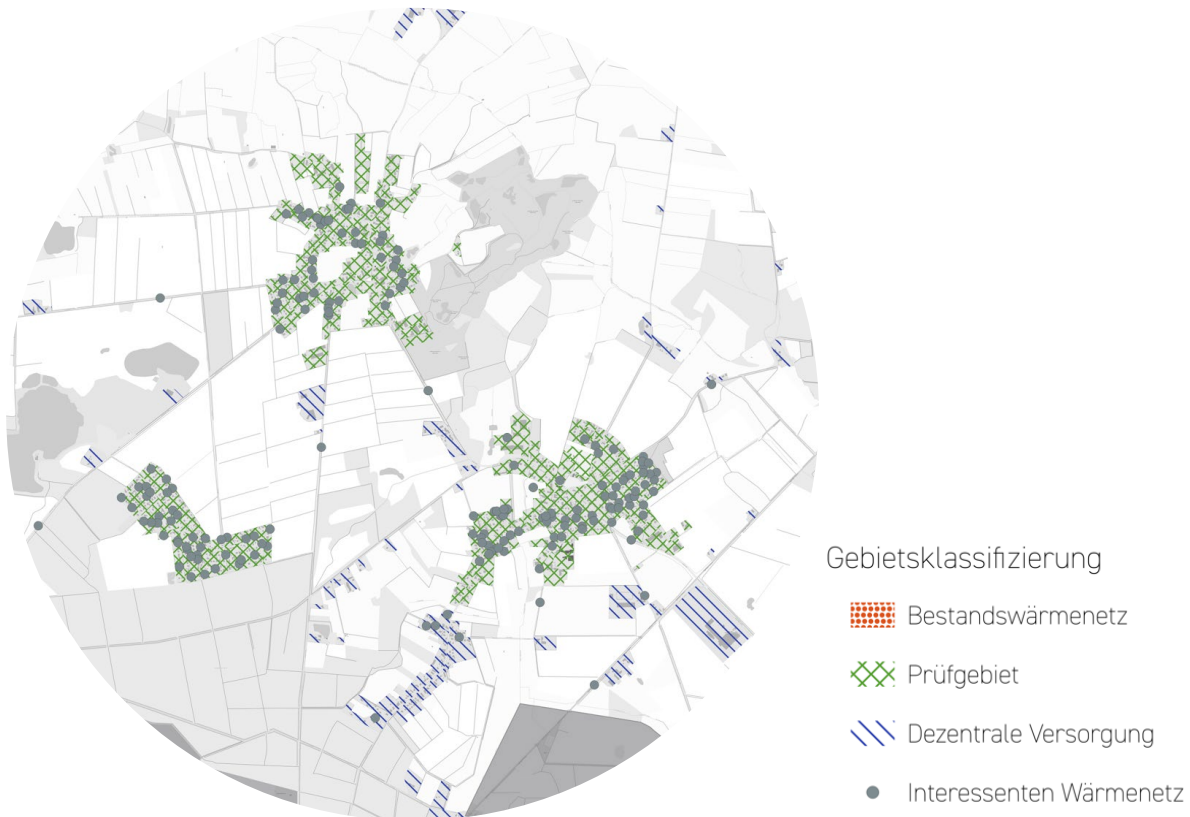 Gebietsklassifizierung
Bestandswärmenetz
Prüfgebiet
Dezentrale Versorgung
Interessenten Wärmenetz